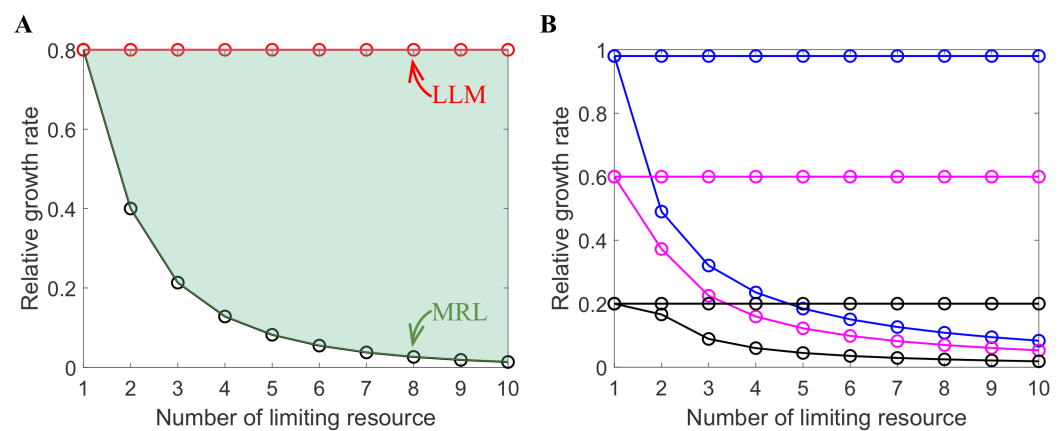 A
Relative growth rate
0.8
0.6
0.4
0.2
0
LLM
MRL
1 2 3 4 5 6 7 8 9 10
Number of limiting resource
B
Relative growth rate
1
0.8
0.6
0.4
0.2
0
1 2 3 4 5 6 7 8 9 10
Number of limiting resource